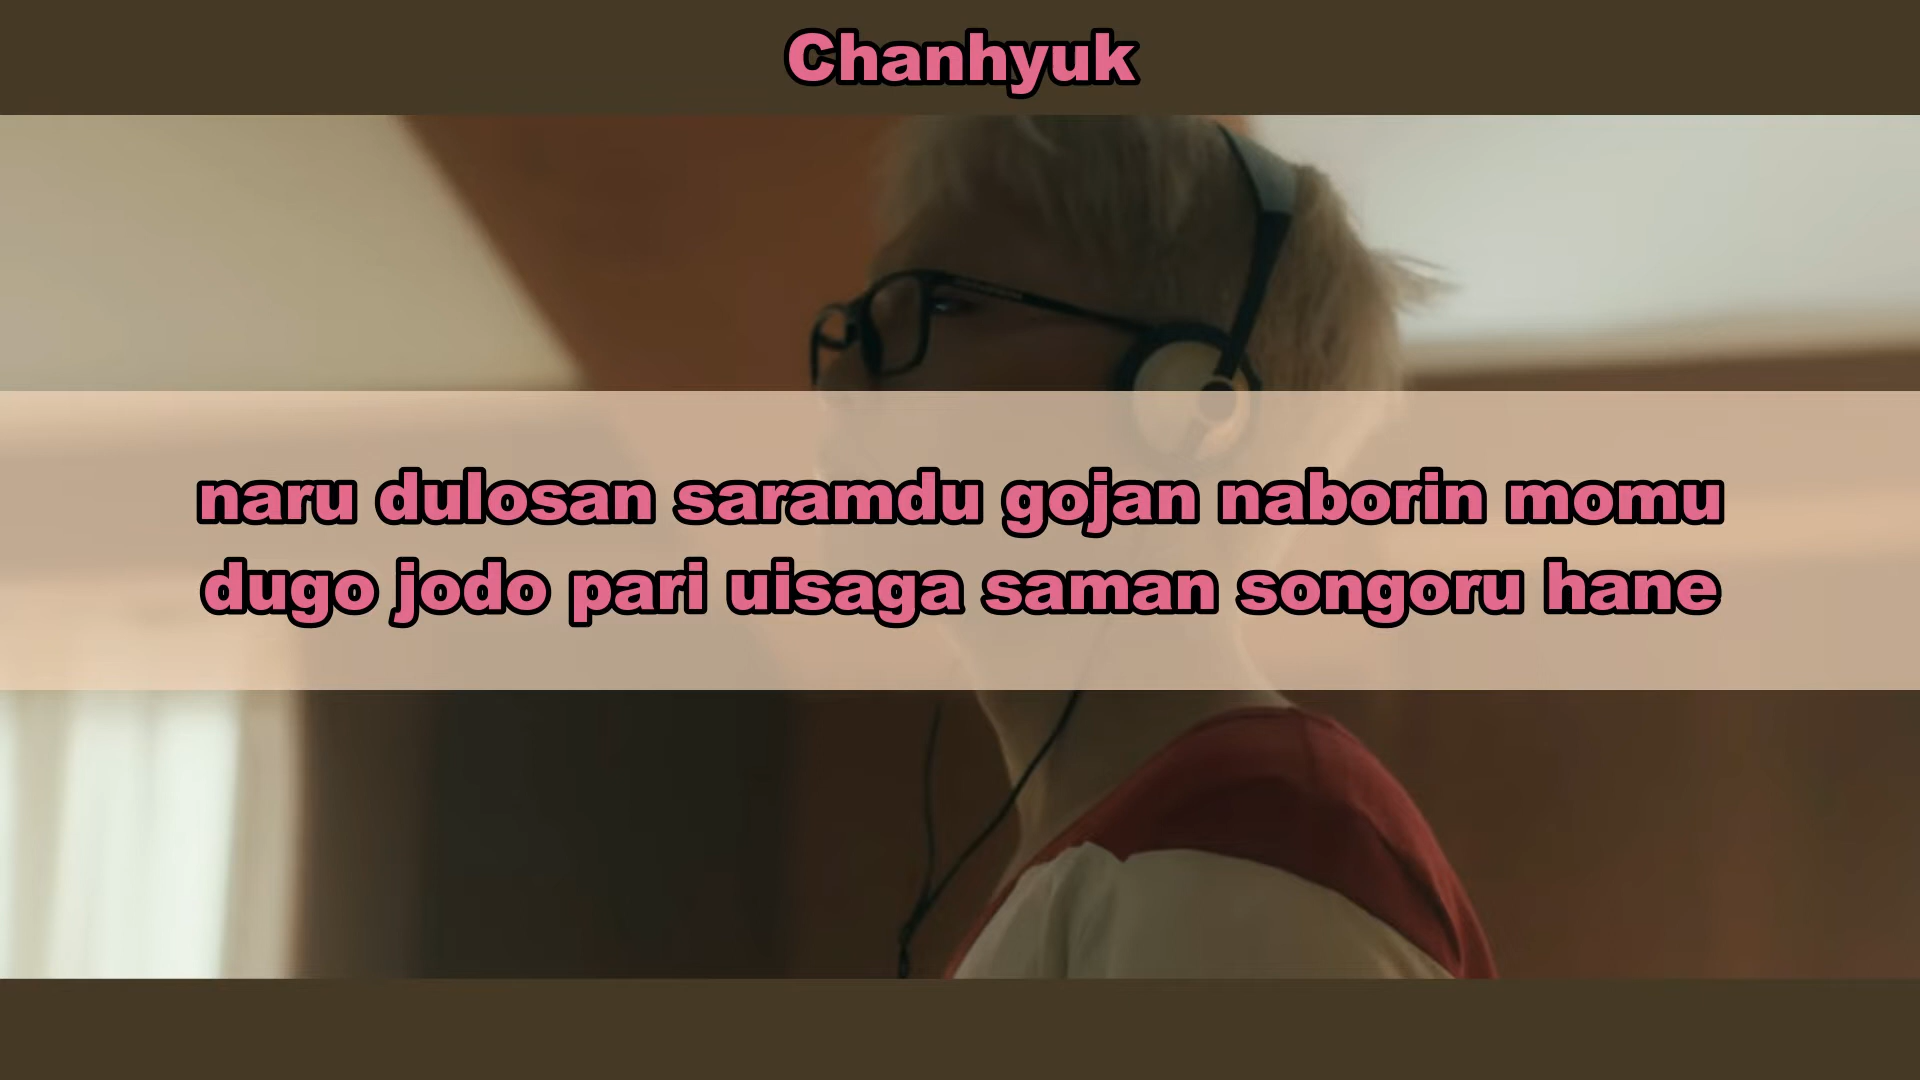 Chanhyuk
naru dulosan saramdu gojan naborin momu
dugo jodo pari uisaga saman songoru hane